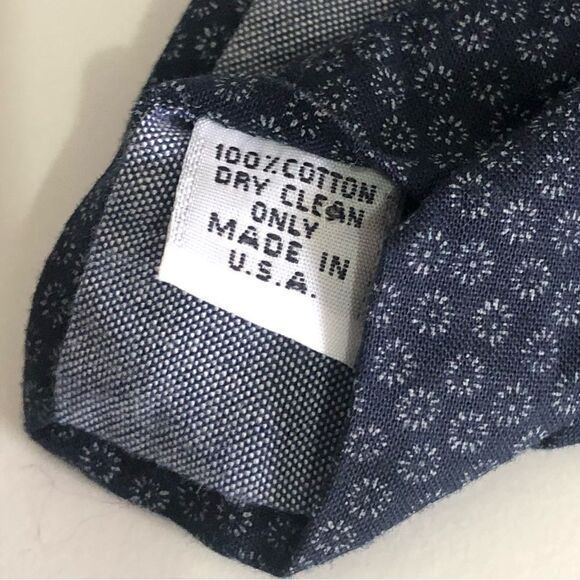 100% COTTON
DRY CLEAN
ONLY
MADE IN
U.S.A.